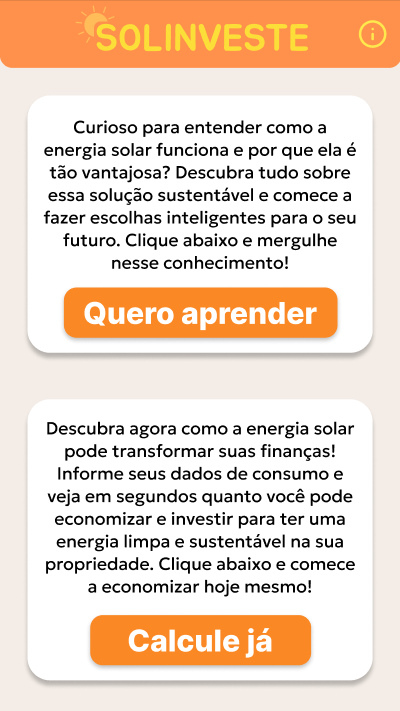 SOLINVESTE
Curioso para entender como a
energia solar funciona e por que ela é
tão vantajosa? Descubra tudo sobre
essa solução sustentável e comece a
fazer escolhas inteligentes para o seu
futuro. Clique abaixo e mergulhe
nesse conhecimento!
Quero aprender
Descubra agora como a energia solar
pode transformar suas finanças!
Informe seus dados de consumo e
veja em segundos quanto você pode
economizar e investir para ter uma
energia limpa e sustentável na sua
propriedade. Clique abaixo e comece
a economizar hoje mesmo!
Calcule já